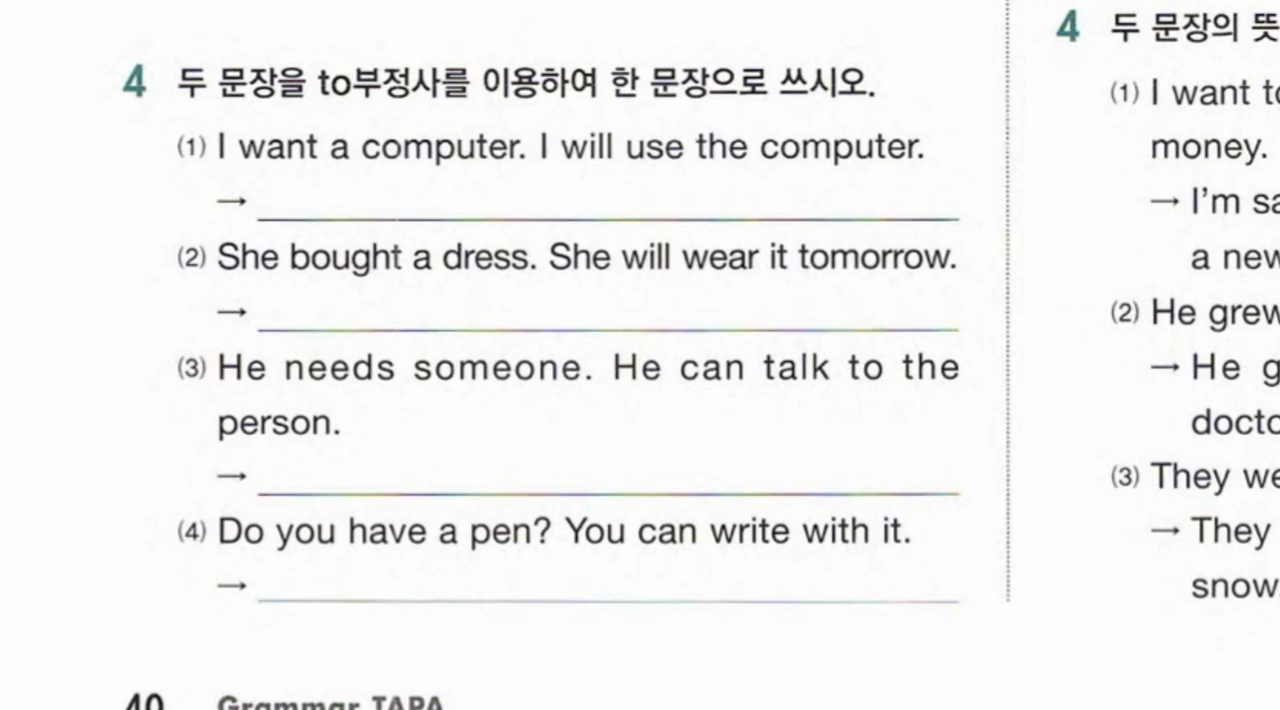 4 두 문장을 to부정사를 이용하여 한 문장으로 쓰시오.
(1) I want a computer. I will use the computer.
→
(2) She bought a dress. She will wear it tomorrow.
→
(3) He needs someone. He can talk to the
person.
→
(4) Do you have a pen? You can write with it.
→
40 Grammar TAPA
4 두 문장의 뜻
(1) I want to
money.
→ I'm sa
a new
(2) He grew
→ He g
docto
(3) They we
→ They
snow.